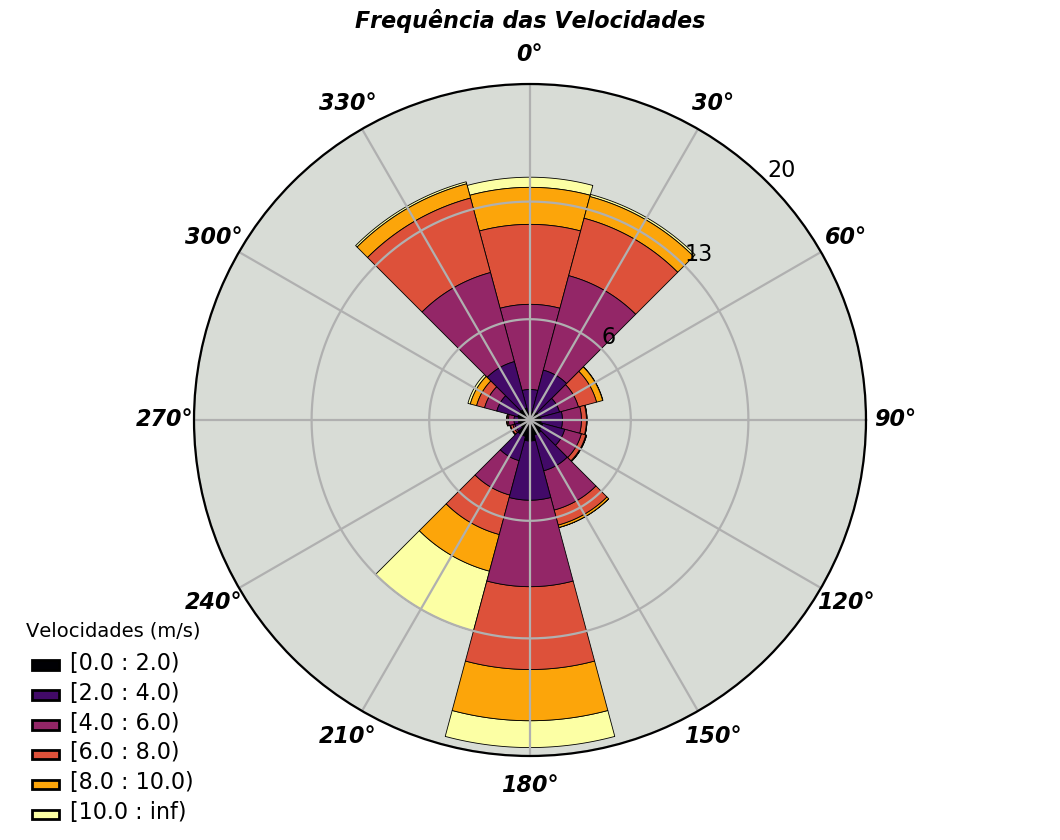 Frequência das Velocidades
0°
330°
30°
20
300°
60°
13
6
270°
90°
240°
120°
210°
150°
180°
Velocidades (m/s)
[0.0 : 2.0)
[2.0 : 4.0)
[4.0 : 6.0)
[6.0 : 8.0)
[8.0 : 10.0)
[10.0 : inf)